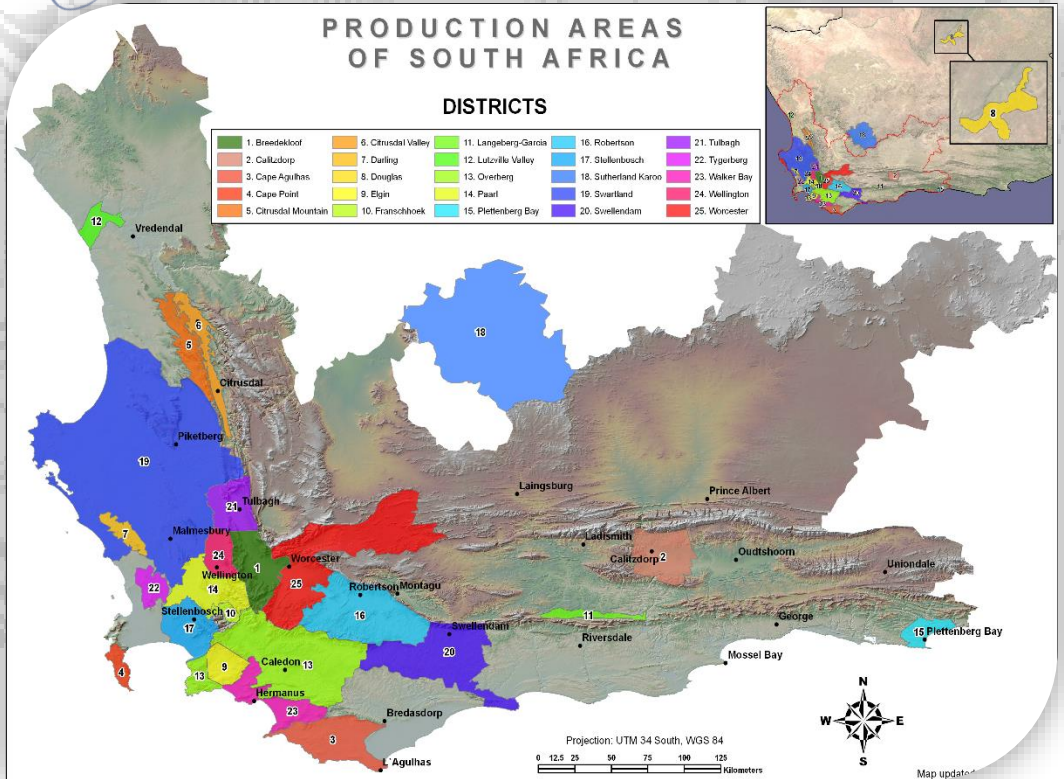 PRODUCTION AREAS
OF SOUTH AFRICA
DISTRICTS
1. Breedekloof
2. Calitzdorp
3. Cape Agulhas
4. Cape Point
5. Citrusdal Mountain
6. Citrusdal Valley
7. Darling
8. Douglas
9. Elgin
10. Franschhoek
11. Langeberg-Garcia
12. Lutzville Valley
13. Overberg
14. Paarl
15. Plettenberg Bay
16. Robertson
17. Stellenbosch
18. Sutherland Karoo
19. Swartland
20. Swellendam
21. Tulbagh
22. Tygerberg
23. Walker Bay
24. Wellington
25. Worcester
8
12
Vredendal
6
5
18
Citrusdal
Piketberg
19
Laingsburg
Prince Albert
21
Tulbagh
7
Malmesbury
Ladismith
24
Wellington
1
Worcester
25
Calitzdorp
2
Oudtshoorn
Uniondale
22
14
10
Robertson
Montagu
16
11
Stellenbosch
17
Swellendam
20
Riversdale
George
15
Plettenberg Bay
4
13
9
Caledon
13
Mossel Bay
Hermanus
23
Bredasdorp
3
L'Agulhas
N
W
E
S
Projection: UTM 34 South, WGS 84
0 12.5 25 50 75 100 125
Kilometers
Map updated